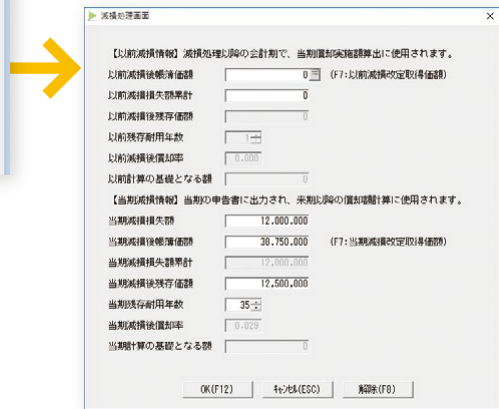 減損処理画面
【以前減損情報】減損処理以降の会計期で、当期償却実施額算出に使用されます。
以前減損後帳簿価額 0 (F7:以前減損改定取得価額)
以前減損損失額累計 0
以前減損後残存価額 0
以前残存耐用年数 1
以前減損後償却率 0.000
以前計算の基礎となる額 0
【当期減損情報】当期の申告書に出力され、来期以降の償却額計算に使用されます。
当期減損損失額 12,000,000
当期減損後帳簿価額 30,750,000 (F7:当期減損改定取得価額)
当期減損損失額累計 12,000,000
当期減損後残存価額 12,500,000
当期残存耐用年数 35
当期減損後償却率 0.029
当期計算の基礎となる額 0
OK(F12) キャンセル(ESC) 解除(F8)